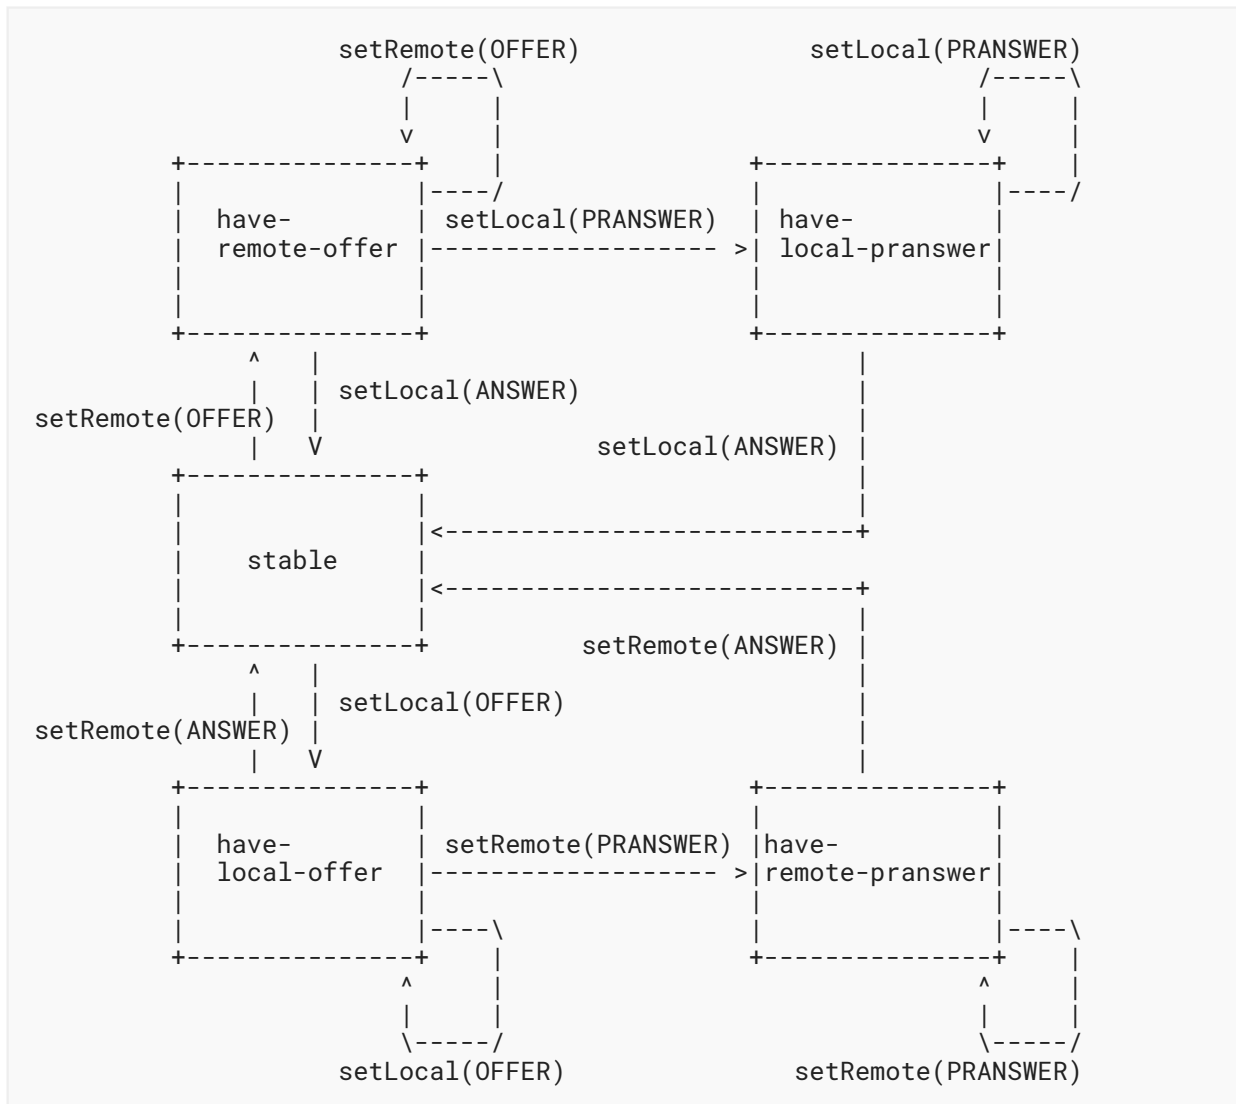 setRemote(OFFER) setLocal(PRANSWER)
have- setLocal(PRANSWER) have-
remote-offer local-pranswer
setLocal(ANSWER)
setRemote(OFFER)
setLocal(ANSWER)
stable
setRemote(ANSWER)
setLocal(OFFER)
setRemote(ANSWER)
have- setRemote(PRANSWER) have-
local-offer remote-pranswer
setLocal(OFFER) setRemote(PRANSWER)